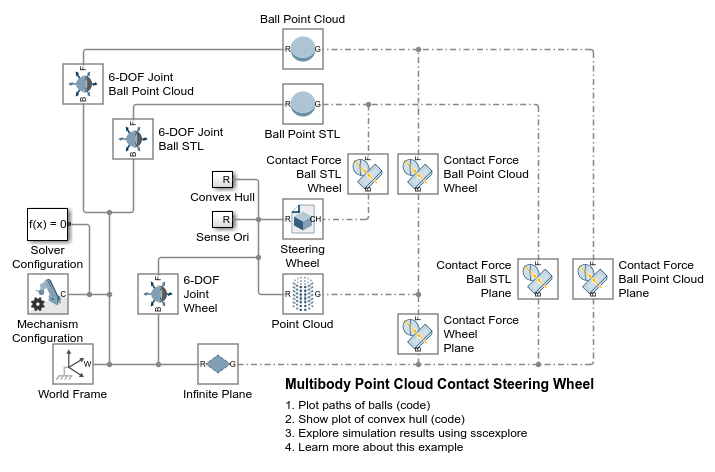 Ball Point Cloud
R G
F
6-DOF Joint
Ball Point Cloud
B
R G
Ball Point STL
F
6-DOF Joint
Ball STL
B
Contact Force
Ball STL
Wheel
F
B
F
B
Contact Force
Ball Point Cloud
Wheel
R
Convex Hull
R
Sense Ori
R CH
Steering
Wheel
f(x) = 0
Solver
Configuration
C
Mechanism
Configuration
F
B
6-DOF
Joint
Wheel
R G
Point Cloud
Contact Force
Ball STL
Plane
F
B
F
B
Contact Force
Ball Point Cloud
Plane
F
B
Contact Force
Wheel
Plane
W
World Frame
R G
Infinite Plane
Multibody Point Cloud Contact Steering Wheel
1. Plot paths of balls (code)
2. Show plot of convex hull (code)
3. Explore simulation results using sscexplore
4. Learn more about this example